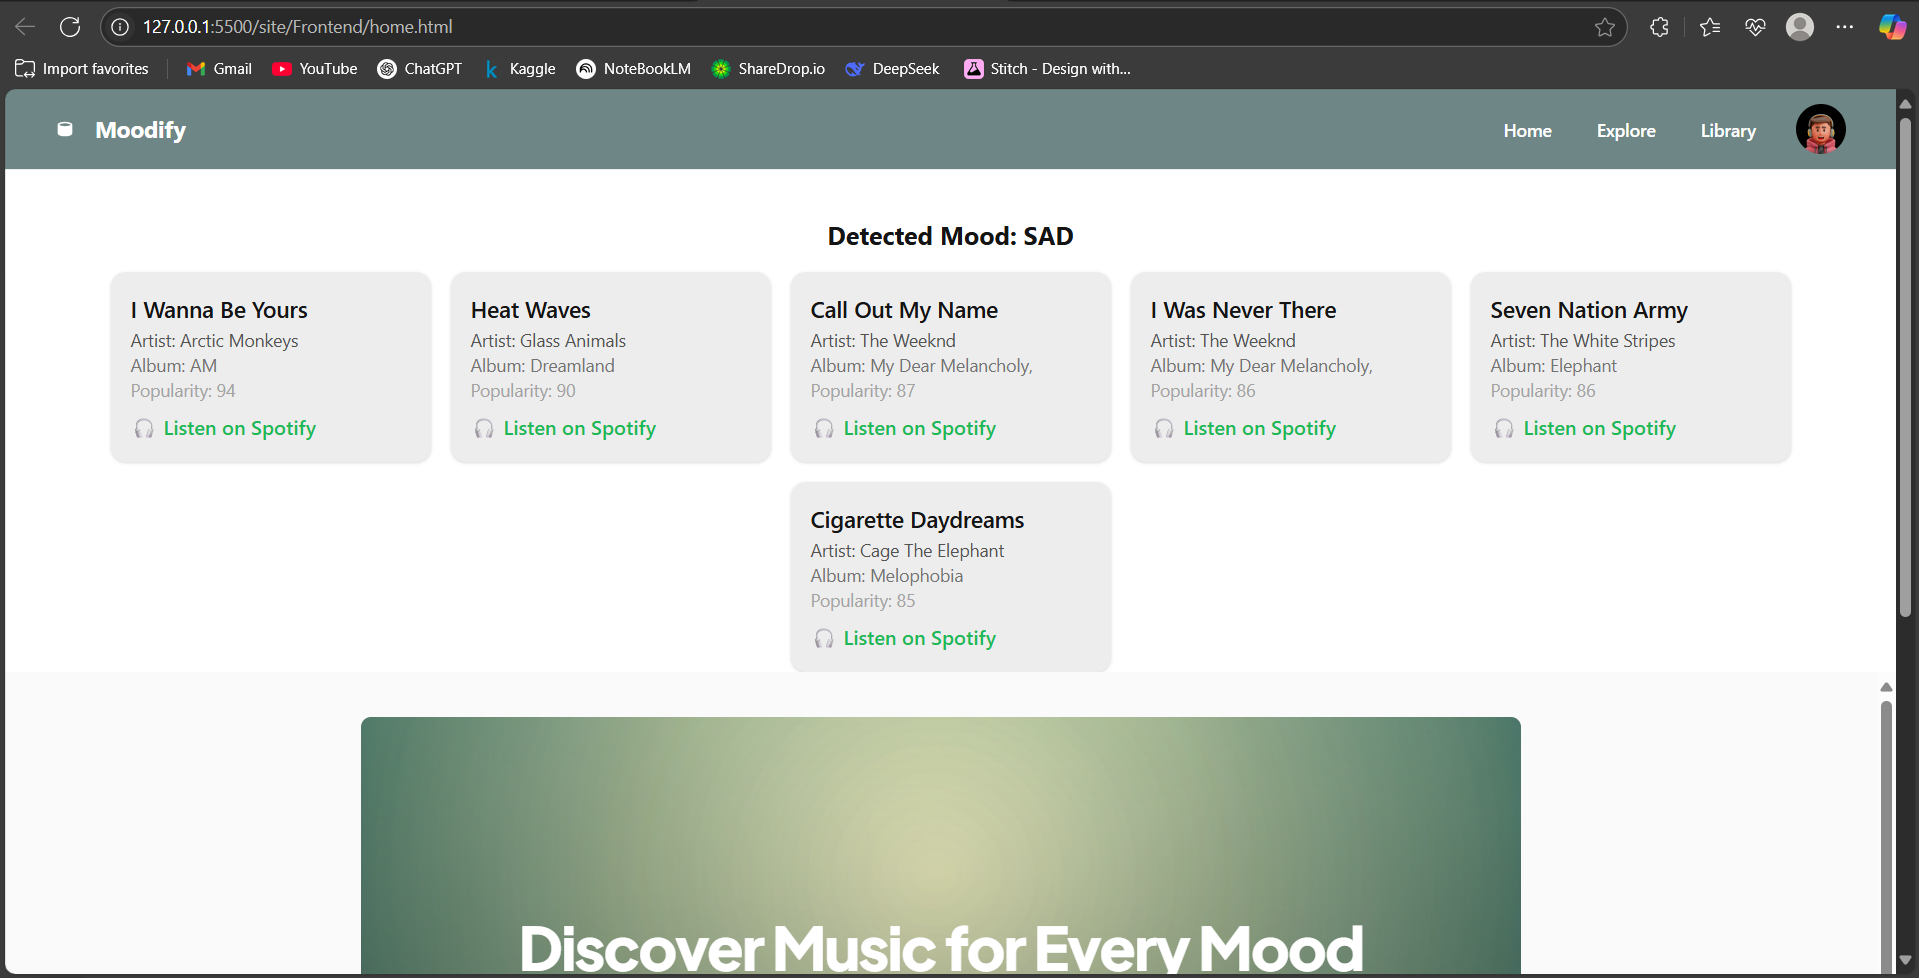 127.0.0.1:5500/site/Frontend/home.html
Import favorites Gmail YouTube ChatGPT k Kaggle NoteBookLM ShareDrop.io DeepSeek Stitch - Design with...
Moodify Home Explore Library
Detected Mood: SAD
I Wanna Be Yours
Artist: Arctic Monkeys
Album: AM
Popularity: 94
Listen on Spotify
Heat Waves
Artist: Glass Animals
Album: Dreamland
Popularity: 90
Listen on Spotify
Call Out My Name
Artist: The Weeknd
Album: My Dear Melancholy,
Popularity: 87
Listen on Spotify
I Was Never There
Artist: The Weeknd
Album: My Dear Melancholy,
Popularity: 86
Listen on Spotify
Seven Nation Army
Artist: The White Stripes
Album: Elephant
Popularity: 86
Listen on Spotify
Cigarette Daydreams
Artist: Cage The Elephant
Album: Melophobia
Popularity: 85
Listen on Spotify
Discover Music for Every Mood